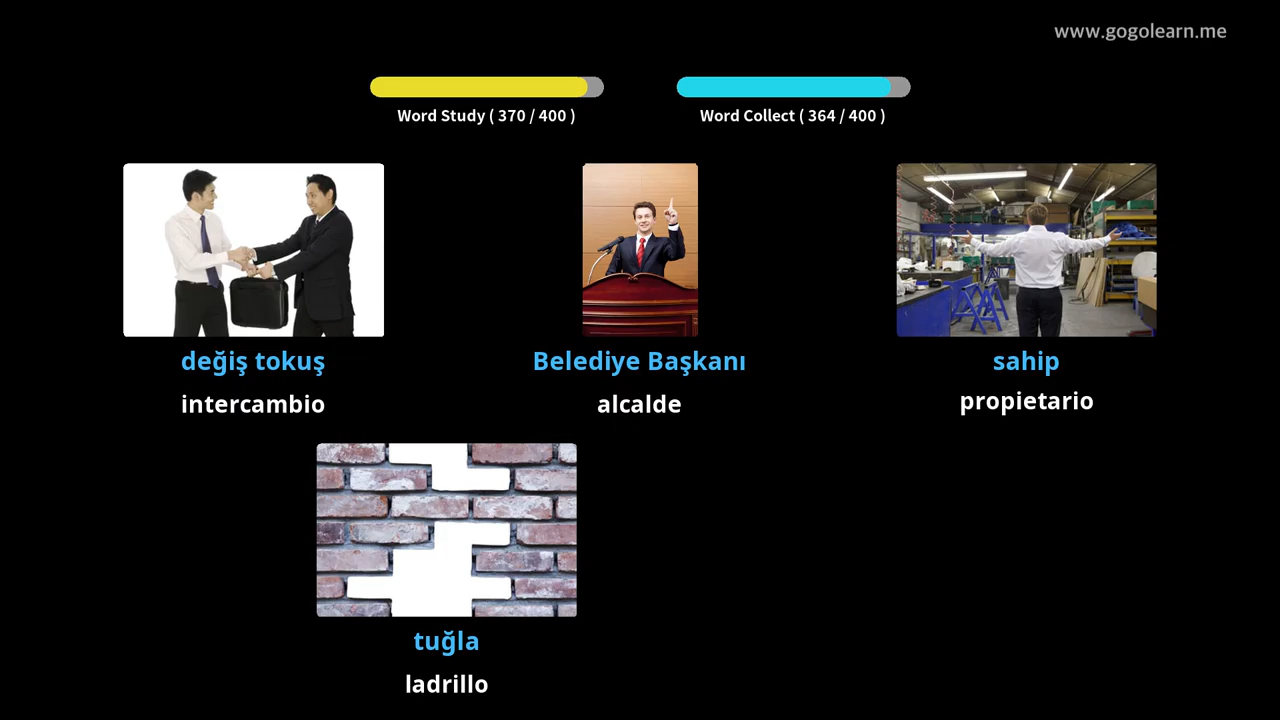 www.gogolearn.me
Word Study ( 370 / 400 )
Word Collect ( 364 / 400 )
değiş tokuş
intercambio
Belediye Başkanı
alcalde
sahip
propietario
tuğla
ladrillo